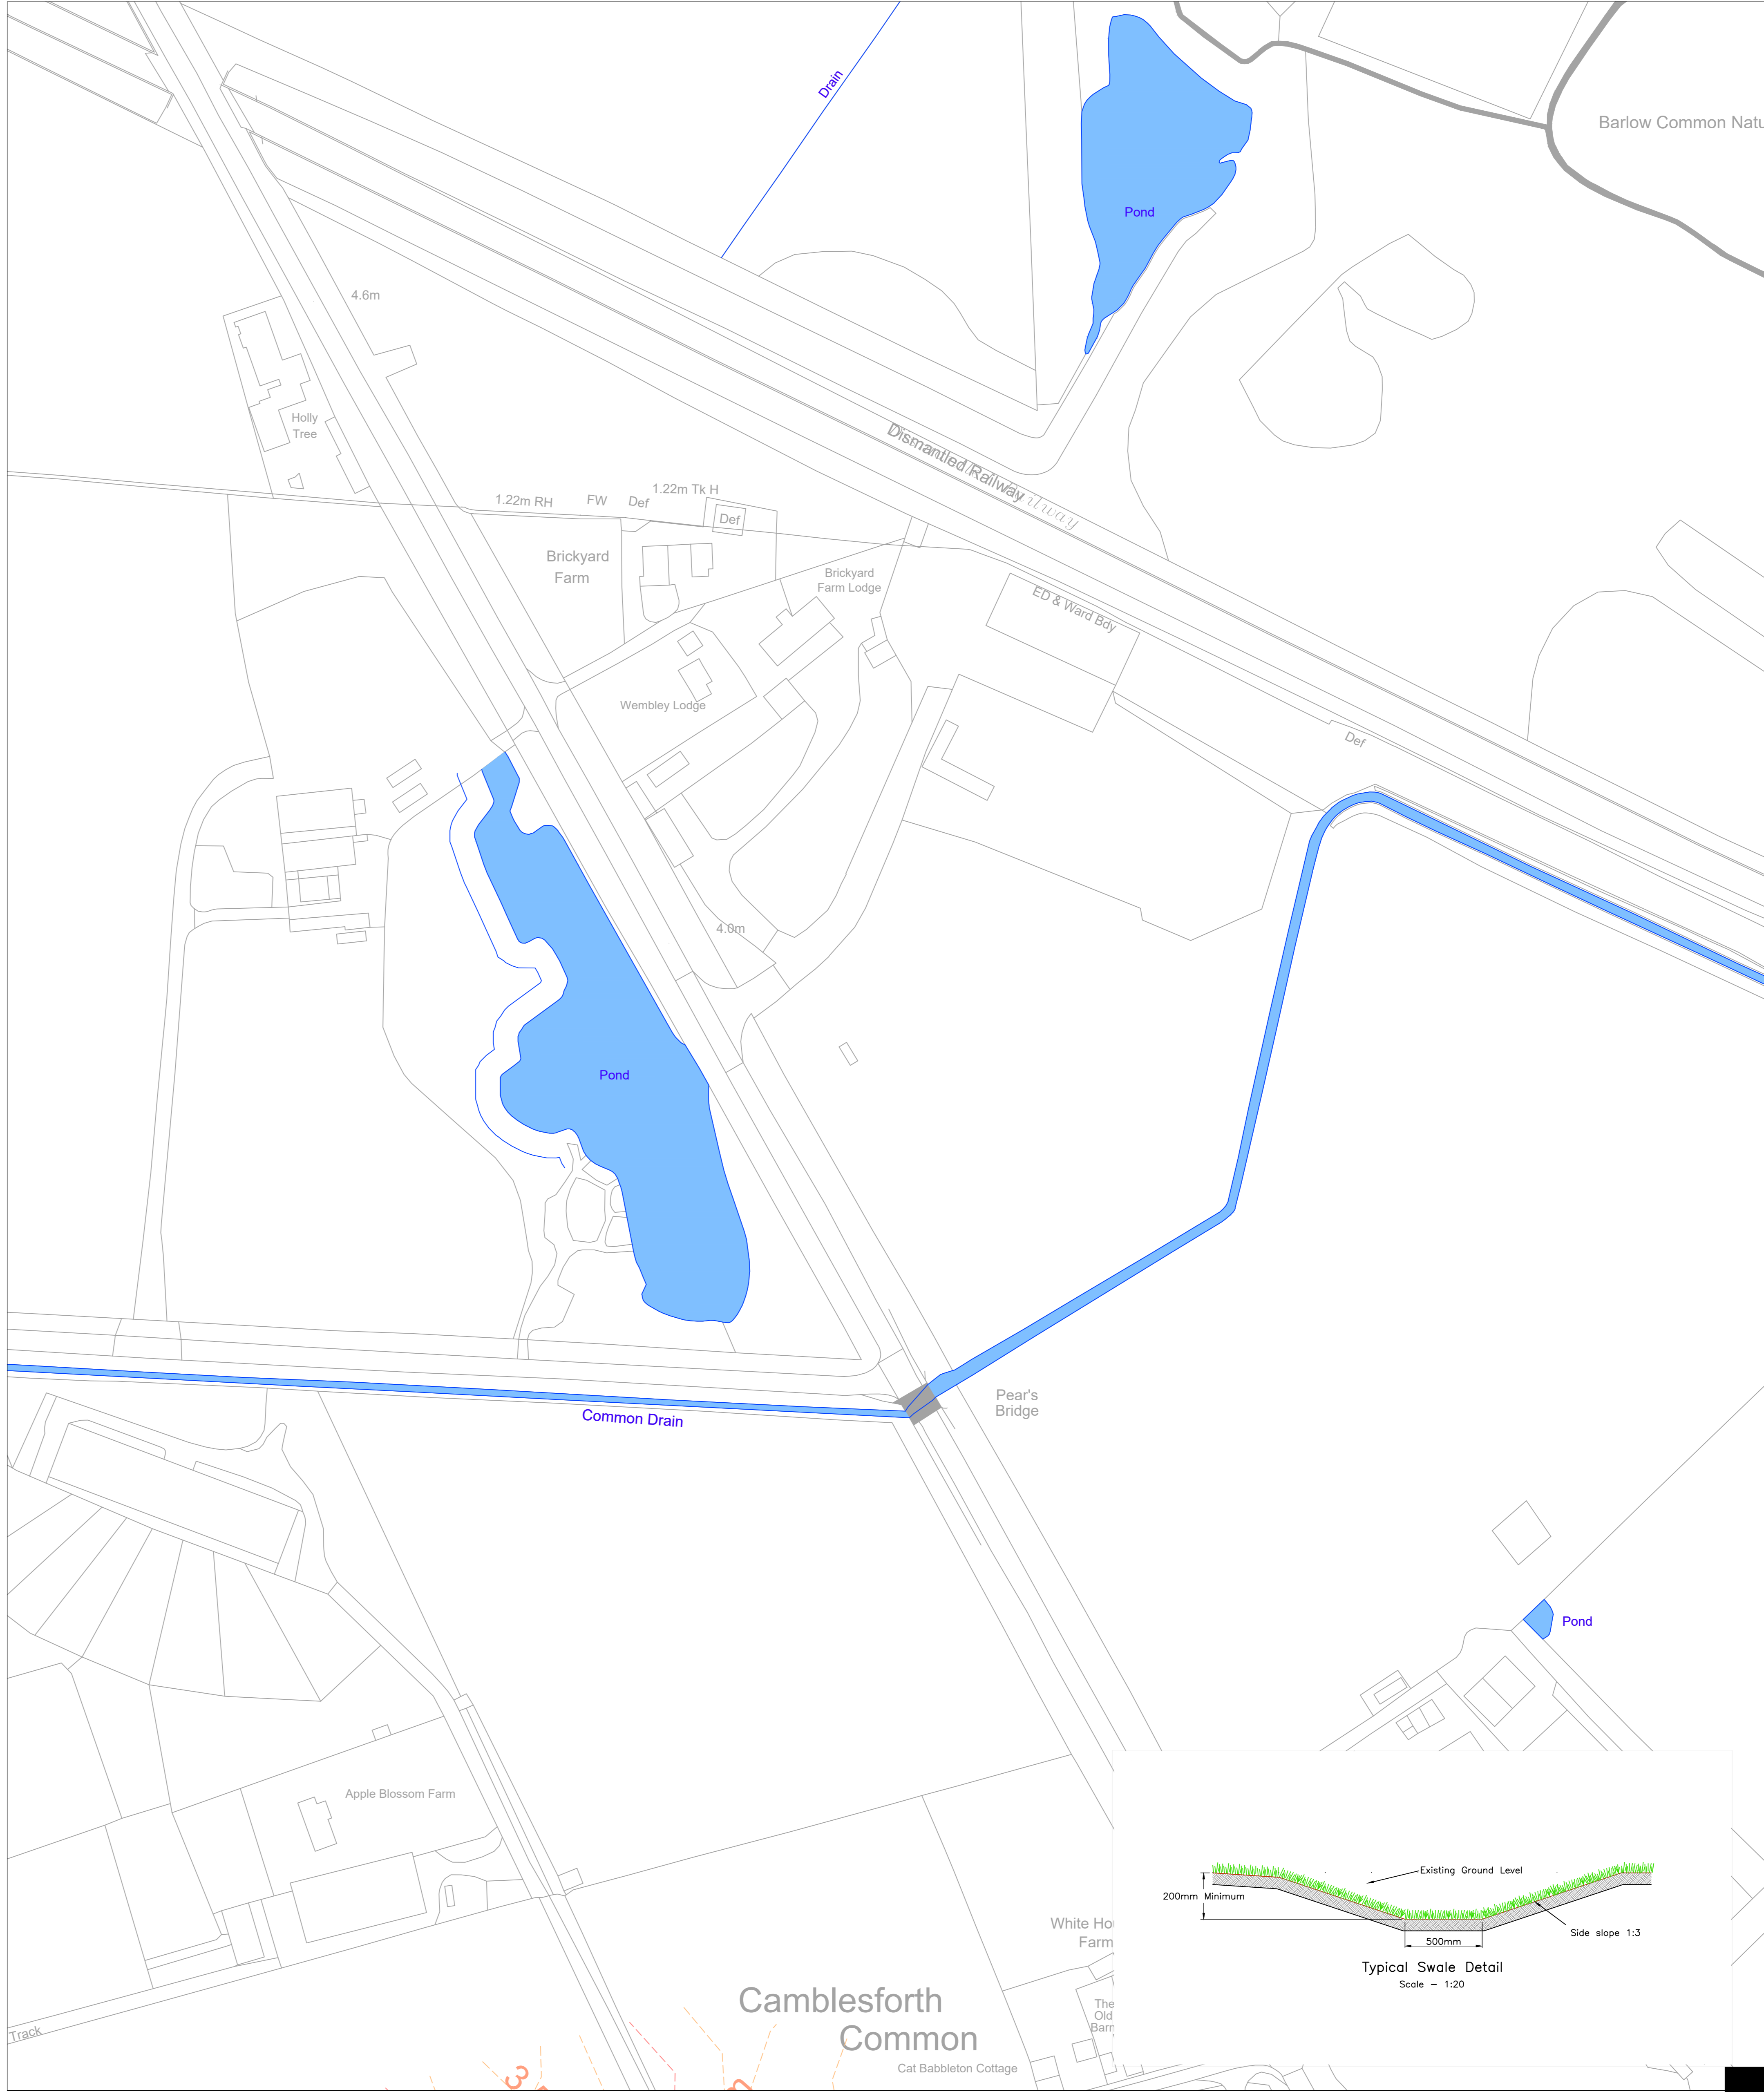 Drain
Barlow Common Natu
Pond
4.6m
Holly
Tree
Dismantled Railway
1.22m RH
FW
Def
1.22m Tk H
Def
Brickyard
Farm
Brickyard
Farm Lodge
ED & Ward Bdy
Wembley Lodge
Def
4.0m
Pond
Pear's
Bridge
Common Drain
Pond
Apple Blossom Farm
Existing Ground Level
200mm Minimum
Side slope 1:3
500mm
Typical Swale Detail
Scale - 1:20
White Hou
Farm
The
Old
Barn
Camblesforth
Common
Cat Babbleton Cottage
Track
3